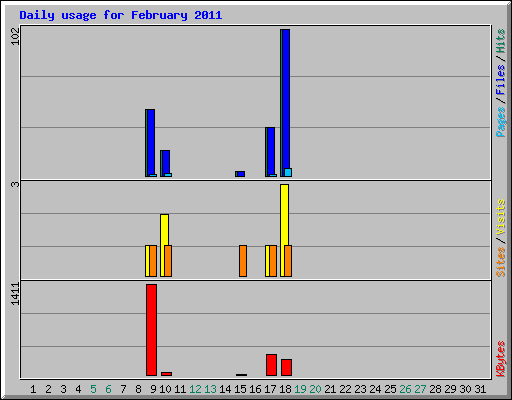 Daily usage for February 2011
102
3
1411
Pages/Files/Hits
Sites/Visits
KBytes
1 2 3 4 5 6 7 8 9 10 11 12 13 14 15 16 17 18 19 20 21 22 23 24 25 26 27 28 29 30 31